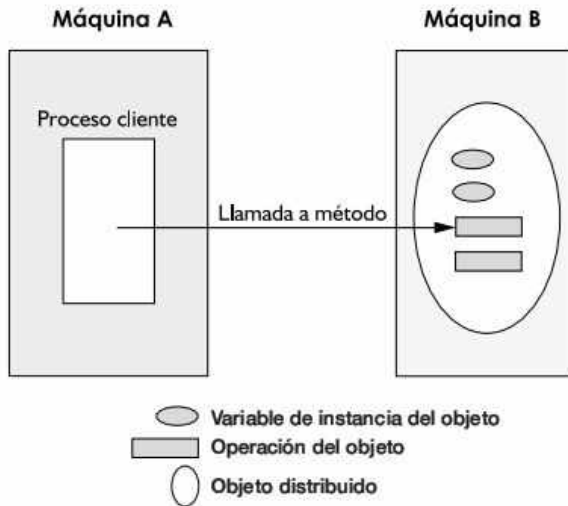 Máquina A
Máquina B
Proceso cliente
Llamada a método
Variable de instancia del objeto
Operación del objeto
Objeto distribuido